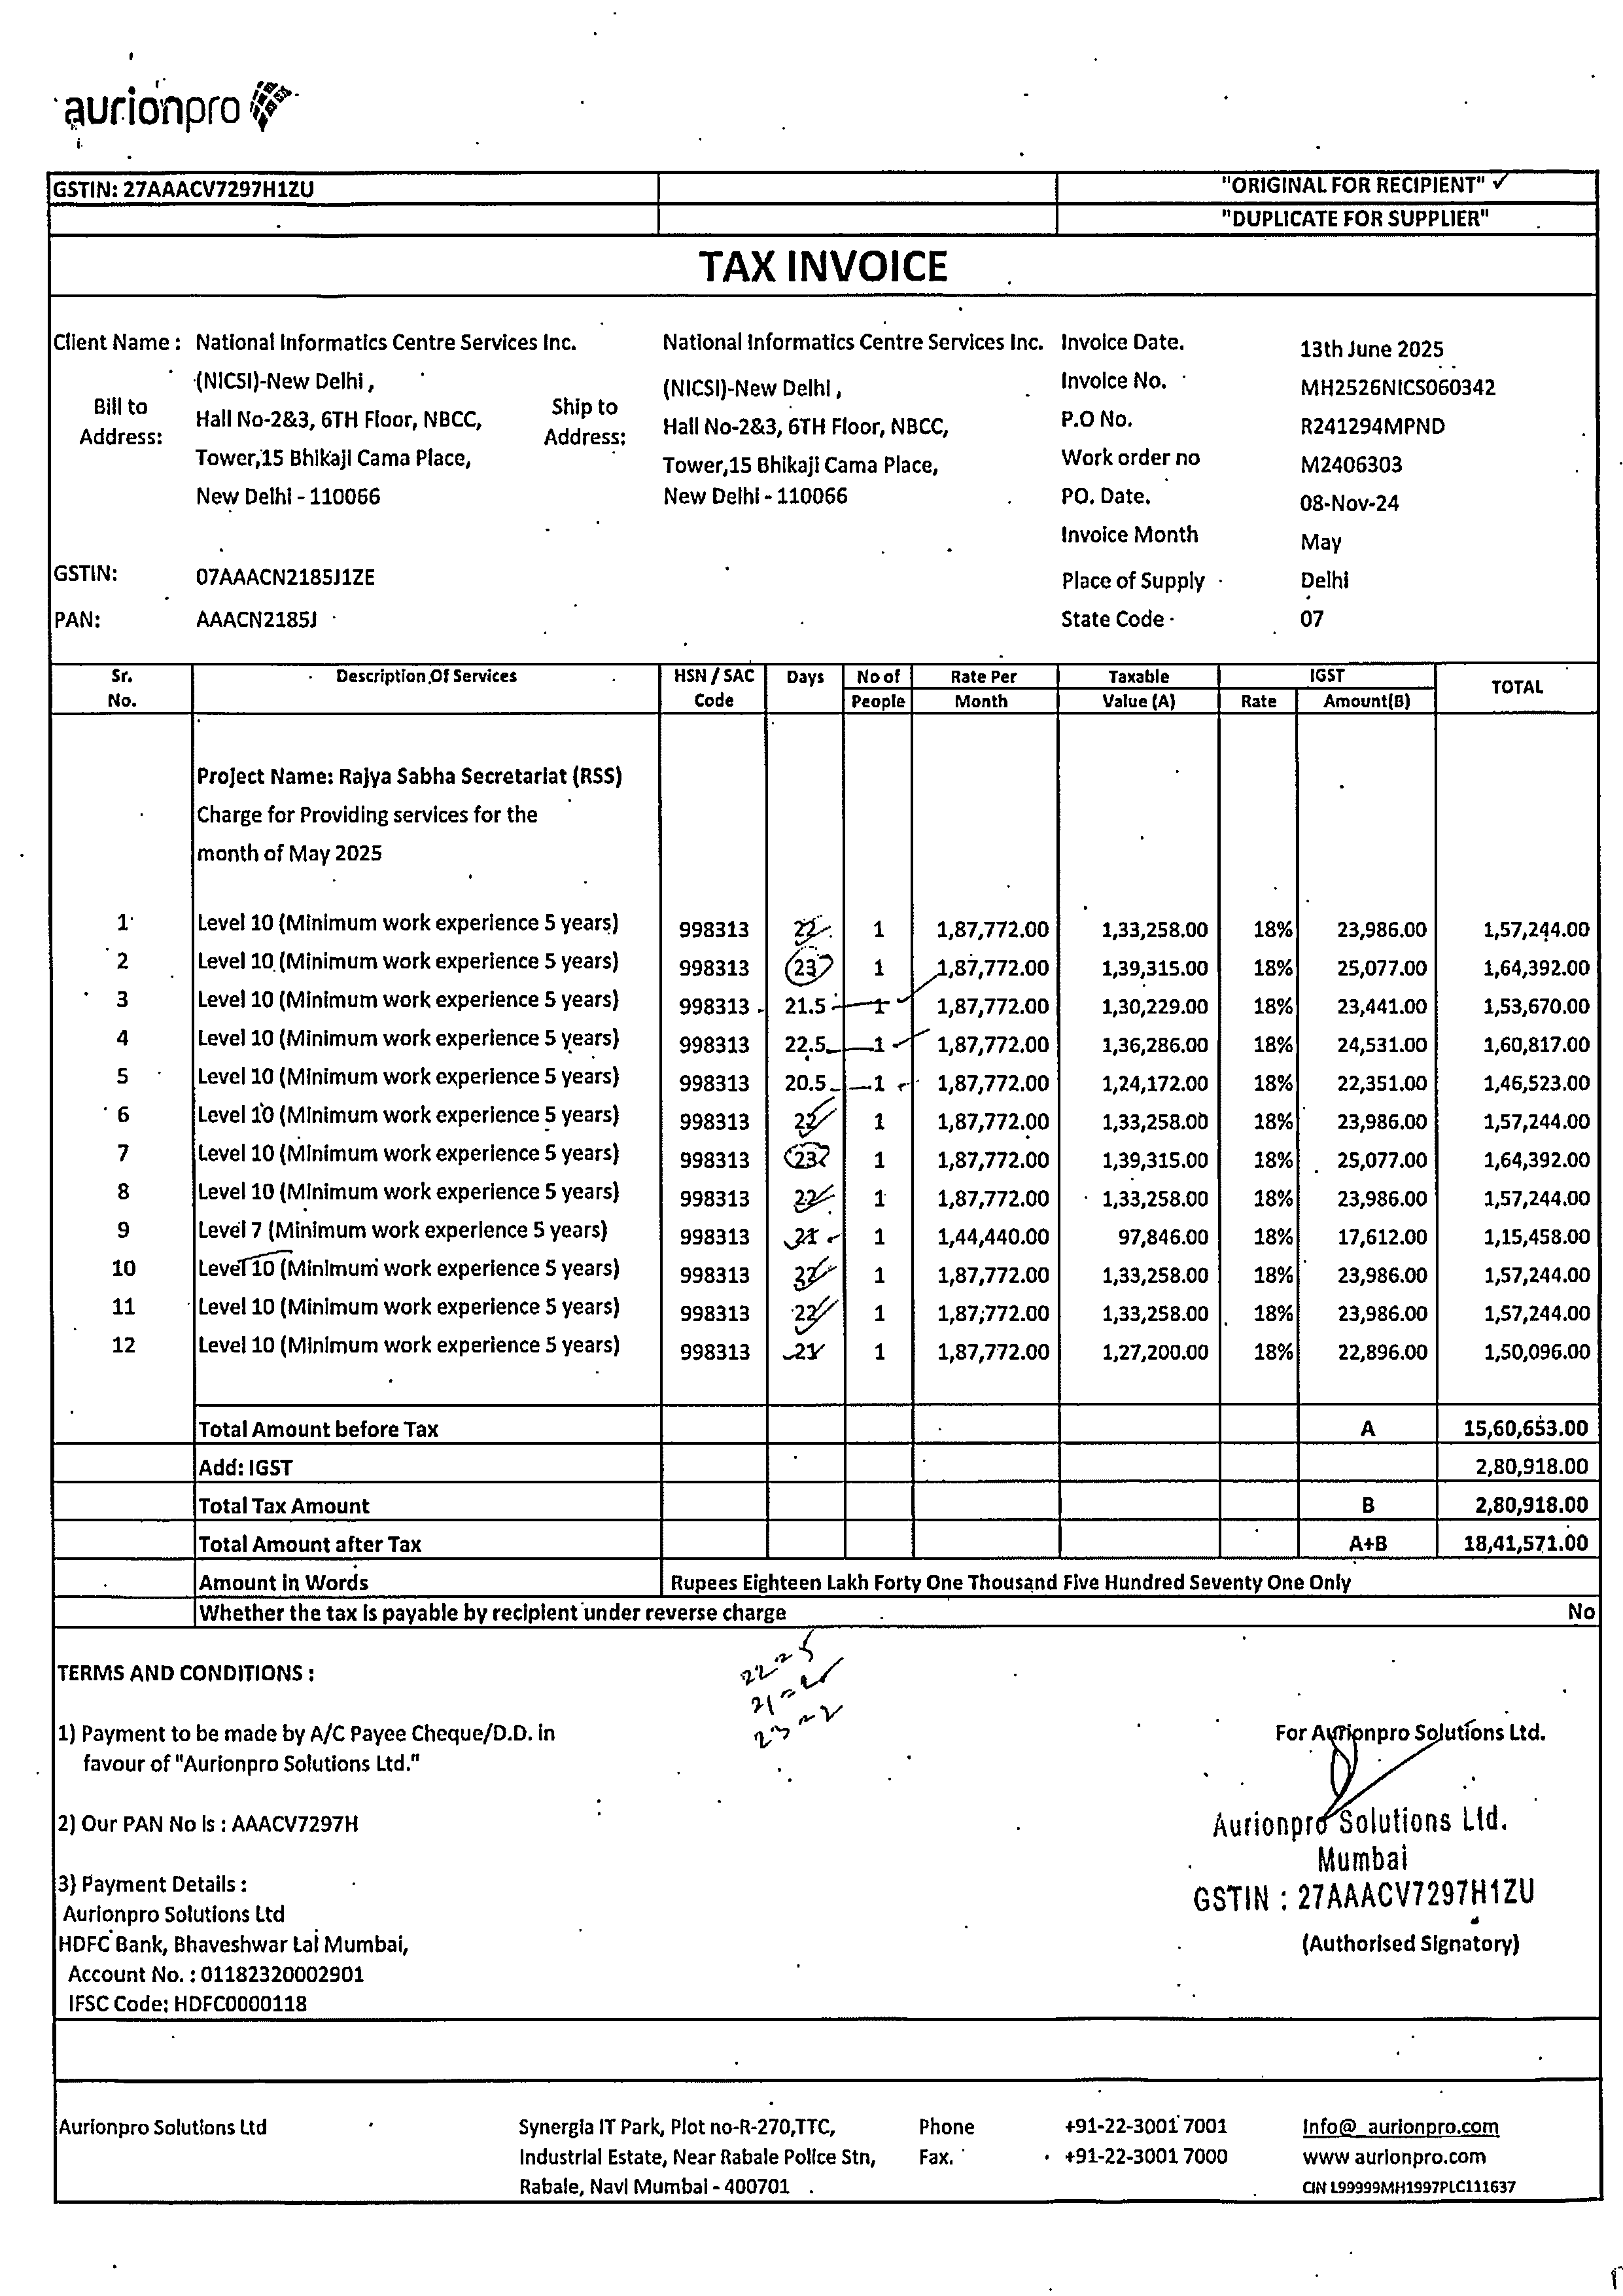 aurionpro
GSTIN: 27AAACV7297H1ZU "ORIGINAL FOR RECIPIENT" ✓
"DUPLICATE FOR SUPPLIER"
TAX INVOICE
Client Name : National Informatics Centre Services Inc. National Informatics Centre Services Inc. Invoice Date. 13th June 2025
(NICSI)-New Delhi , (NICSI)-New Delhi , Invoice No. MH2526NICS060342
Bill to Address: Hall No-2&3, 6TH Floor, NBCC, Ship to Address: Hall No-2&3, 6TH Floor, NBCC, P.O No. R241294MPND
Tower,15 Bhikaji Cama Place, Tower,15 Bhikaji Cama Place, Work order no M2406303
New Delhi - 110066 New Delhi - 110066 PO. Date. 08-Nov-24
Invoice Month May
GSTIN: 07AAACN2185J1ZE Place of Supply Delhi
PAN: AAACN2185J State Code 07
Sr. No. Description Of Services HSN / SAC Code Days No of People Rate Per Month Taxable Value (A) IGST Rate Amount(B) TOTAL
Project Name: Rajya Sabha Secretariat (RSS)
Charge for Providing services for the
month of May 2025
1 Level 10 (Minimum work experience 5 years) 998313 22 1 1,87,772.00 1,33,258.00 18% 23,986.00 1,57,244.00
2 Level 10 (Minimum work experience 5 years) 998313 23 1 1,87,772.00 1,39,315.00 18% 25,077.00 1,64,392.00
3 Level 10 (Minimum work experience 5 years) 998313 21.5 1 1,87,772.00 1,30,229.00 18% 23,441.00 1,53,670.00
4 Level 10 (Minimum work experience 5 years) 998313 22.5 1 1,87,772.00 1,36,286.00 18% 24,531.00 1,60,817.00
5 Level 10 (Minimum work experience 5 years) 998313 20.5 1 1,87,772.00 1,24,172.00 18% 22,351.00 1,46,523.00
6 Level 10 (Minimum work experience 5 years) 998313 22 1 1,87,772.00 1,33,258.00 18% 23,986.00 1,57,244.00
7 Level 10 (Minimum work experience 5 years) 998313 23 1 1,87,772.00 1,39,315.00 18% 25,077.00 1,64,392.00
8 Level 10 (Minimum work experience 5 years) 998313 22 1 1,87,772.00 1,33,258.00 18% 23,986.00 1,57,244.00
9 Level 7 (Minimum work experience 5 years) 998313 21 1 1,44,440.00 97,846.00 18% 17,612.00 1,15,458.00
10 Level 10 (Minimum work experience 5 years) 998313 22 1 1,87,772.00 1,33,258.00 18% 23,986.00 1,57,244.00
11 Level 10 (Minimum work experience 5 years) 998313 22 1 1,87,772.00 1,33,258.00 18% 23,986.00 1,57,244.00
12 Level 10 (Minimum work experience 5 years) 998313 21 1 1,87,772.00 1,27,200.00 18% 22,896.00 1,50,096.00
Total Amount before Tax A 15,60,653.00
Add: IGST 2,80,918.00
Total Tax Amount B 2,80,918.00
Total Amount after Tax A+B 18,41,571.00
Amount in Words Rupees Eighteen Lakh Forty One Thousand Five Hundred Seventy One Only
Whether the tax is payable by recipient under reverse charge No
22-5
21-
23-2
TERMS AND CONDITIONS :
1) Payment to be made by A/C Payee Cheque/D.D. in
favour of "Aurionpro Solutions Ltd."
2) Our PAN No is : AAACV7297H
3) Payment Details :
Aurionpro Solutions Ltd
HDFC Bank, Bhaveshwar Lal Mumbai,
Account No. : 01182320002901
IFSC Code: HDFC0000118
For Aurionpro Solutions Ltd.
Aurionpro Solutions Ltd.
Mumbai
GSTIN : 27AAACV7297H1ZU
(Authorised Signatory)
Aurionpro Solutions Ltd Synergia IT Park, Plot no-R-270,TTC, Phone +91-22-3001 7001 Info@ aurionpro.com
Industrial Estate, Near Rabale Police Stn, Fax. +91-22-3001 7000 www aurionpro.com
Rabale, Navi Mumbai - 400701 CIN L99999MH1997PLC111637